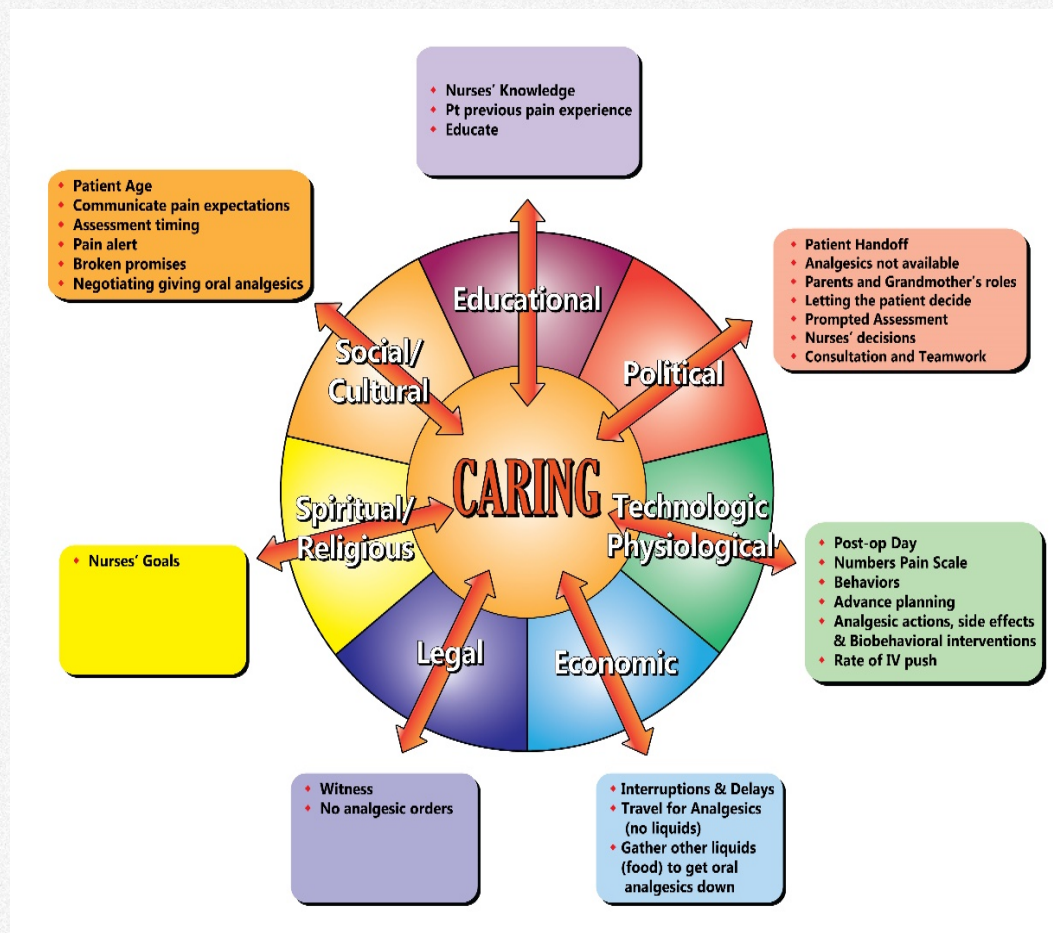 Nurses' Knowledge
Pt previous pain experience
Educate
Patient Age
Communicate pain expectations
Assessment timing
Pain alert
Broken promises
Negotiating giving oral analgesics
Patient Handoff
Analgesics not available
Parents and Grandmother's roles
Letting the patient decide
Prompted Assessment
Nurses' decisions
Consultation and Teamwork
Educational
Social/
Cultural
Political
CARING
Spiritual/
Religious
Technologic
Physiological
Legal
Economic
Nurses' Goals
Post-op Day
Numbers Pain Scale
Behaviors
Advance planning
Analgesic actions, side effects
& Biobehavioral interventions
Rate of IV push
Witness
No analgesic orders
Interruptions & Delays
Travel for Analgesics
(no liquids)
Gather other liquids
(food) to get oral
analgesics down